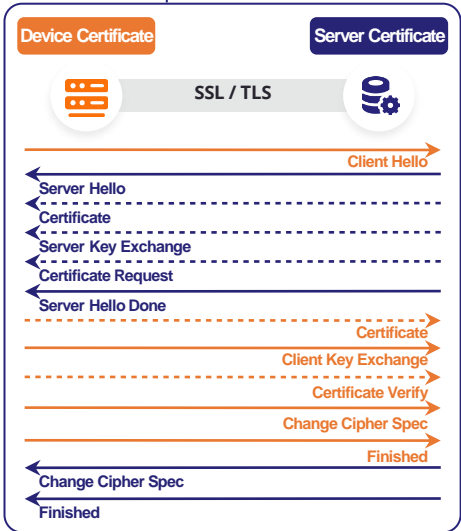 Device Certificate
Server Certificate
SSL / TLS
Client Hello
Server Hello
Certificate
Server Key Exchange
Certificate Request
Server Hello Done
Certificate
Client Key Exchange
Certificate Verify
Change Cipher Spec
Finished
Change Cipher Spec
Finished